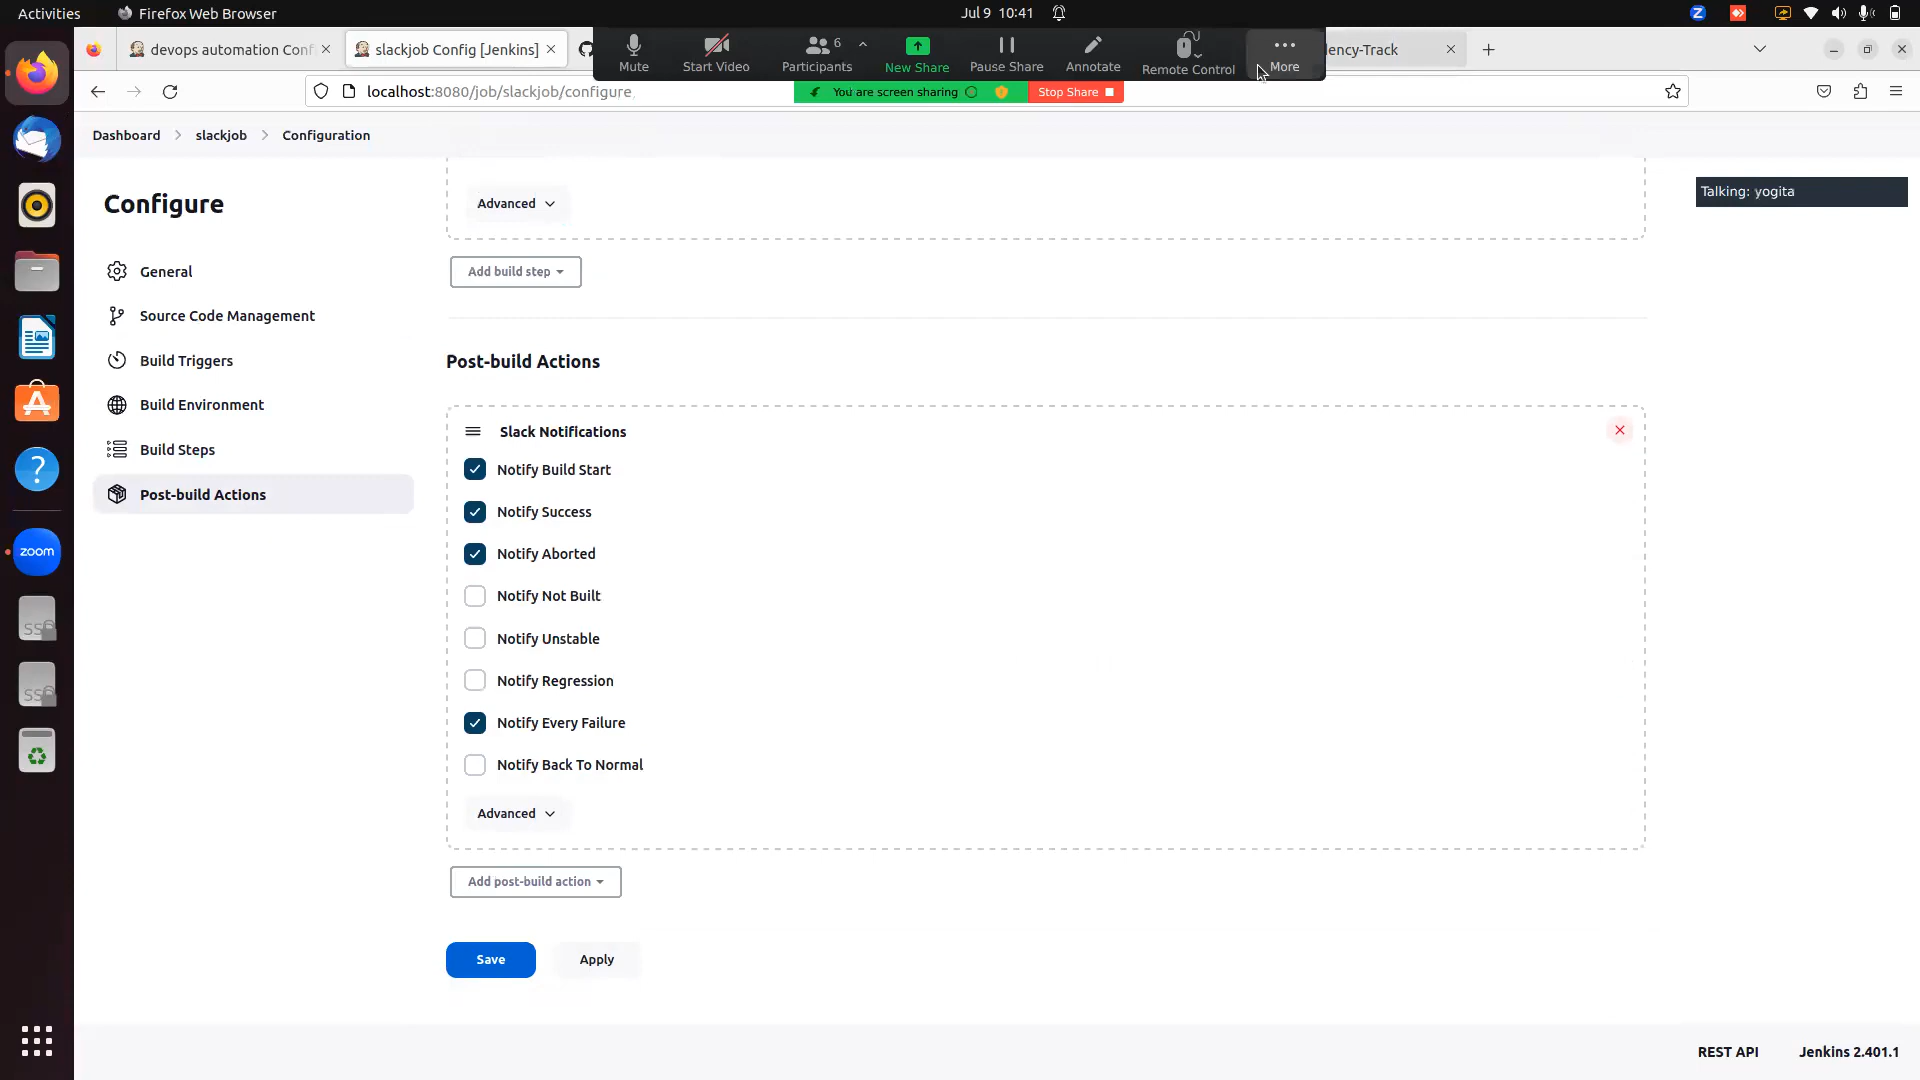 Activities
Firefox Web Browser
Jul 9 10:41
devops automation Conf
slackjob Config [Jenkins]
dency-Track
Mute
Start Video
Participants
6
New Share
Pause Share
Annotate
Remote Control
More
localhost:8080/job/slackjob/configure
You are screen sharing
Stop Share
Dashboard
slackjob
Configuration
Talking: yogita
Configure
General
Source Code Management
Build Triggers
Build Environment
Build Steps
Post-build Actions
Advanced
Add build step
Post-build Actions
Slack Notifications
Notify Build Start
Notify Success
Notify Aborted
Notify Not Built
Notify Unstable
Notify Regression
Notify Every Failure
Notify Back To Normal
Advanced
Add post-build action
Save
Apply
zoom
REST API
Jenkins 2.401.1